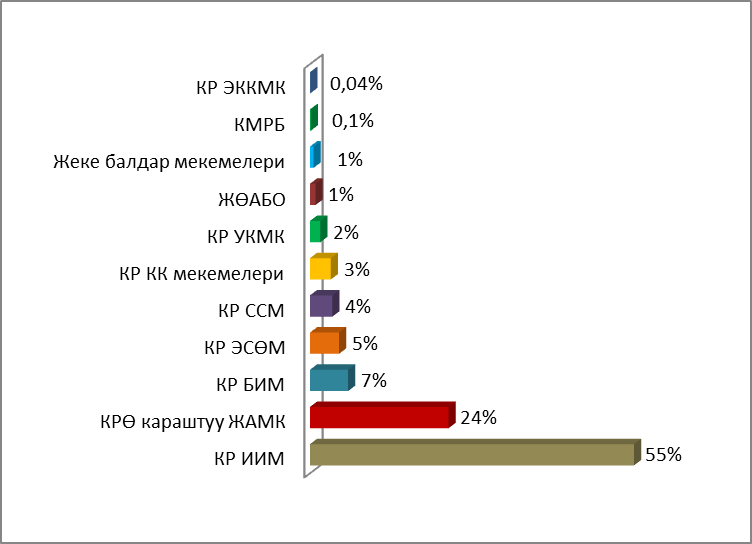 КР ЭККМК 0,04%
КМРБ 0,1%
Жеке балдар мекемелери 1%
ЖӨАБО 1%
КР УКМК 2%
КР КК мекемелери 3%
КР ССМ 4%
КР ЭСӨМ 5%
КР БИМ 7%
КРӨ караштуу ЖАМК 24%
КР ИИМ 55%